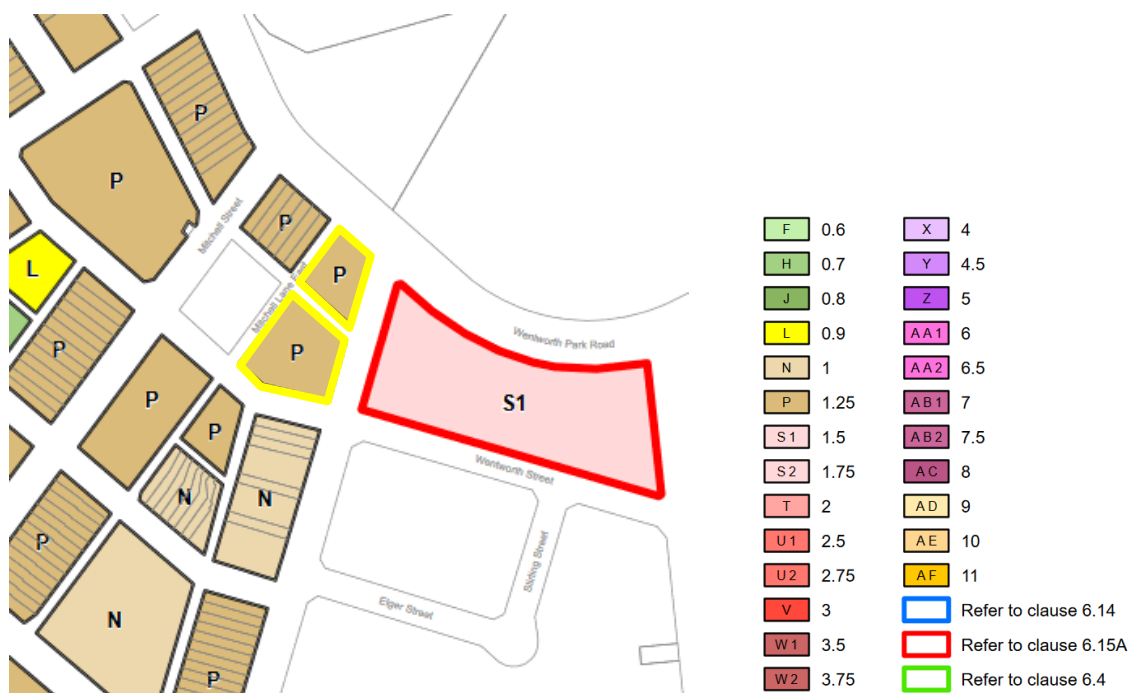 P
P
P
Mitchell Street
L
P
Mitchell Lane East
P
P
Wentworth Park Road
S1
P
P
Wentworth Street
N
N
P
Stirling Street
Elger Street
N
P
F 0.6
H 0.7
J 0.8
L 0.9
N 1
P 1.25
S1 1.5
S2 1.75
T 2
U1 2.5
U2 2.75
V 3
W1 3.5
W2 3.75
X 4
Y 4.5
Z 5
AA1 6
AA2 6.5
AB1 7
AB2 7.5
AC 8
AD 9
AE 10
AF 11
Refer to clause 6.14
Refer to clause 6.15A
Refer to clause 6.4